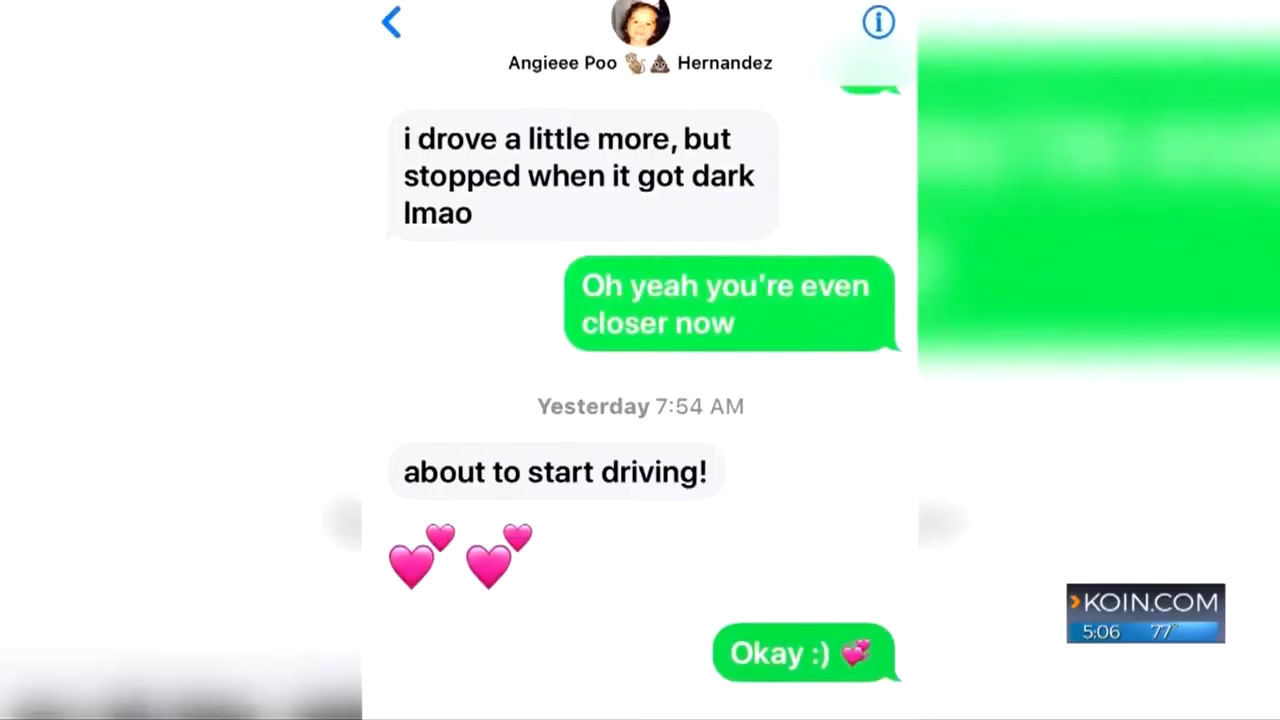 Angieee Poo 🐒💩 Hernandez
i drove a little more, but
stopped when it got dark
lmao
Oh yeah you're even
closer now
Yesterday 7:54 AM
about to start driving!
💕 💕
Okay :) 💞
KOIN.COM
5:06 77°